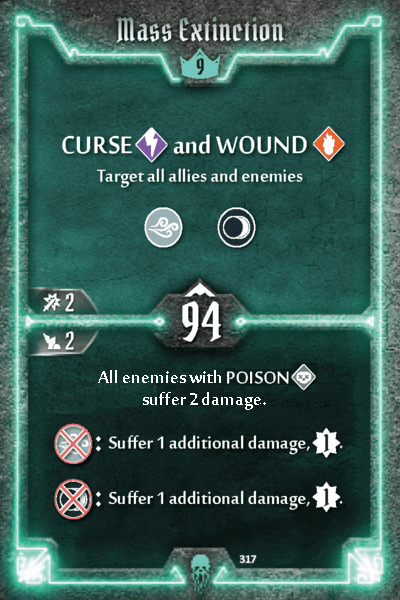 Mass Extinction
9
CURSE and WOUND
Target all allies and enemies
2
94
2
All enemies with POISON
suffer 2 damage.
: Suffer 1 additional damage, 1.
: Suffer 1 additional damage, 1.
317